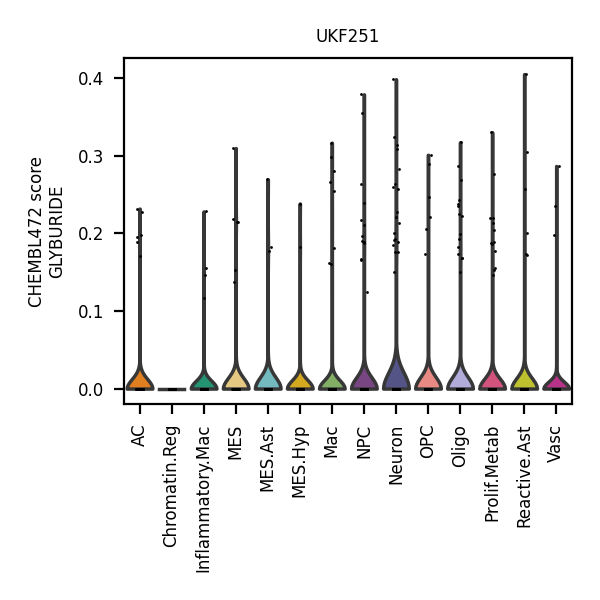 UKF251
CHEMBL472 score
GLYBURIDE
0.4
0.3
0.2
0.1
0.0
AC
Chromatin.Reg
Inflammatory.Mac
MES
MES.Ast
MES.Hyp
Mac
NPC
Neuron
OPC
Oligo
Prolif.Metab
Reactive.Ast
Vasc